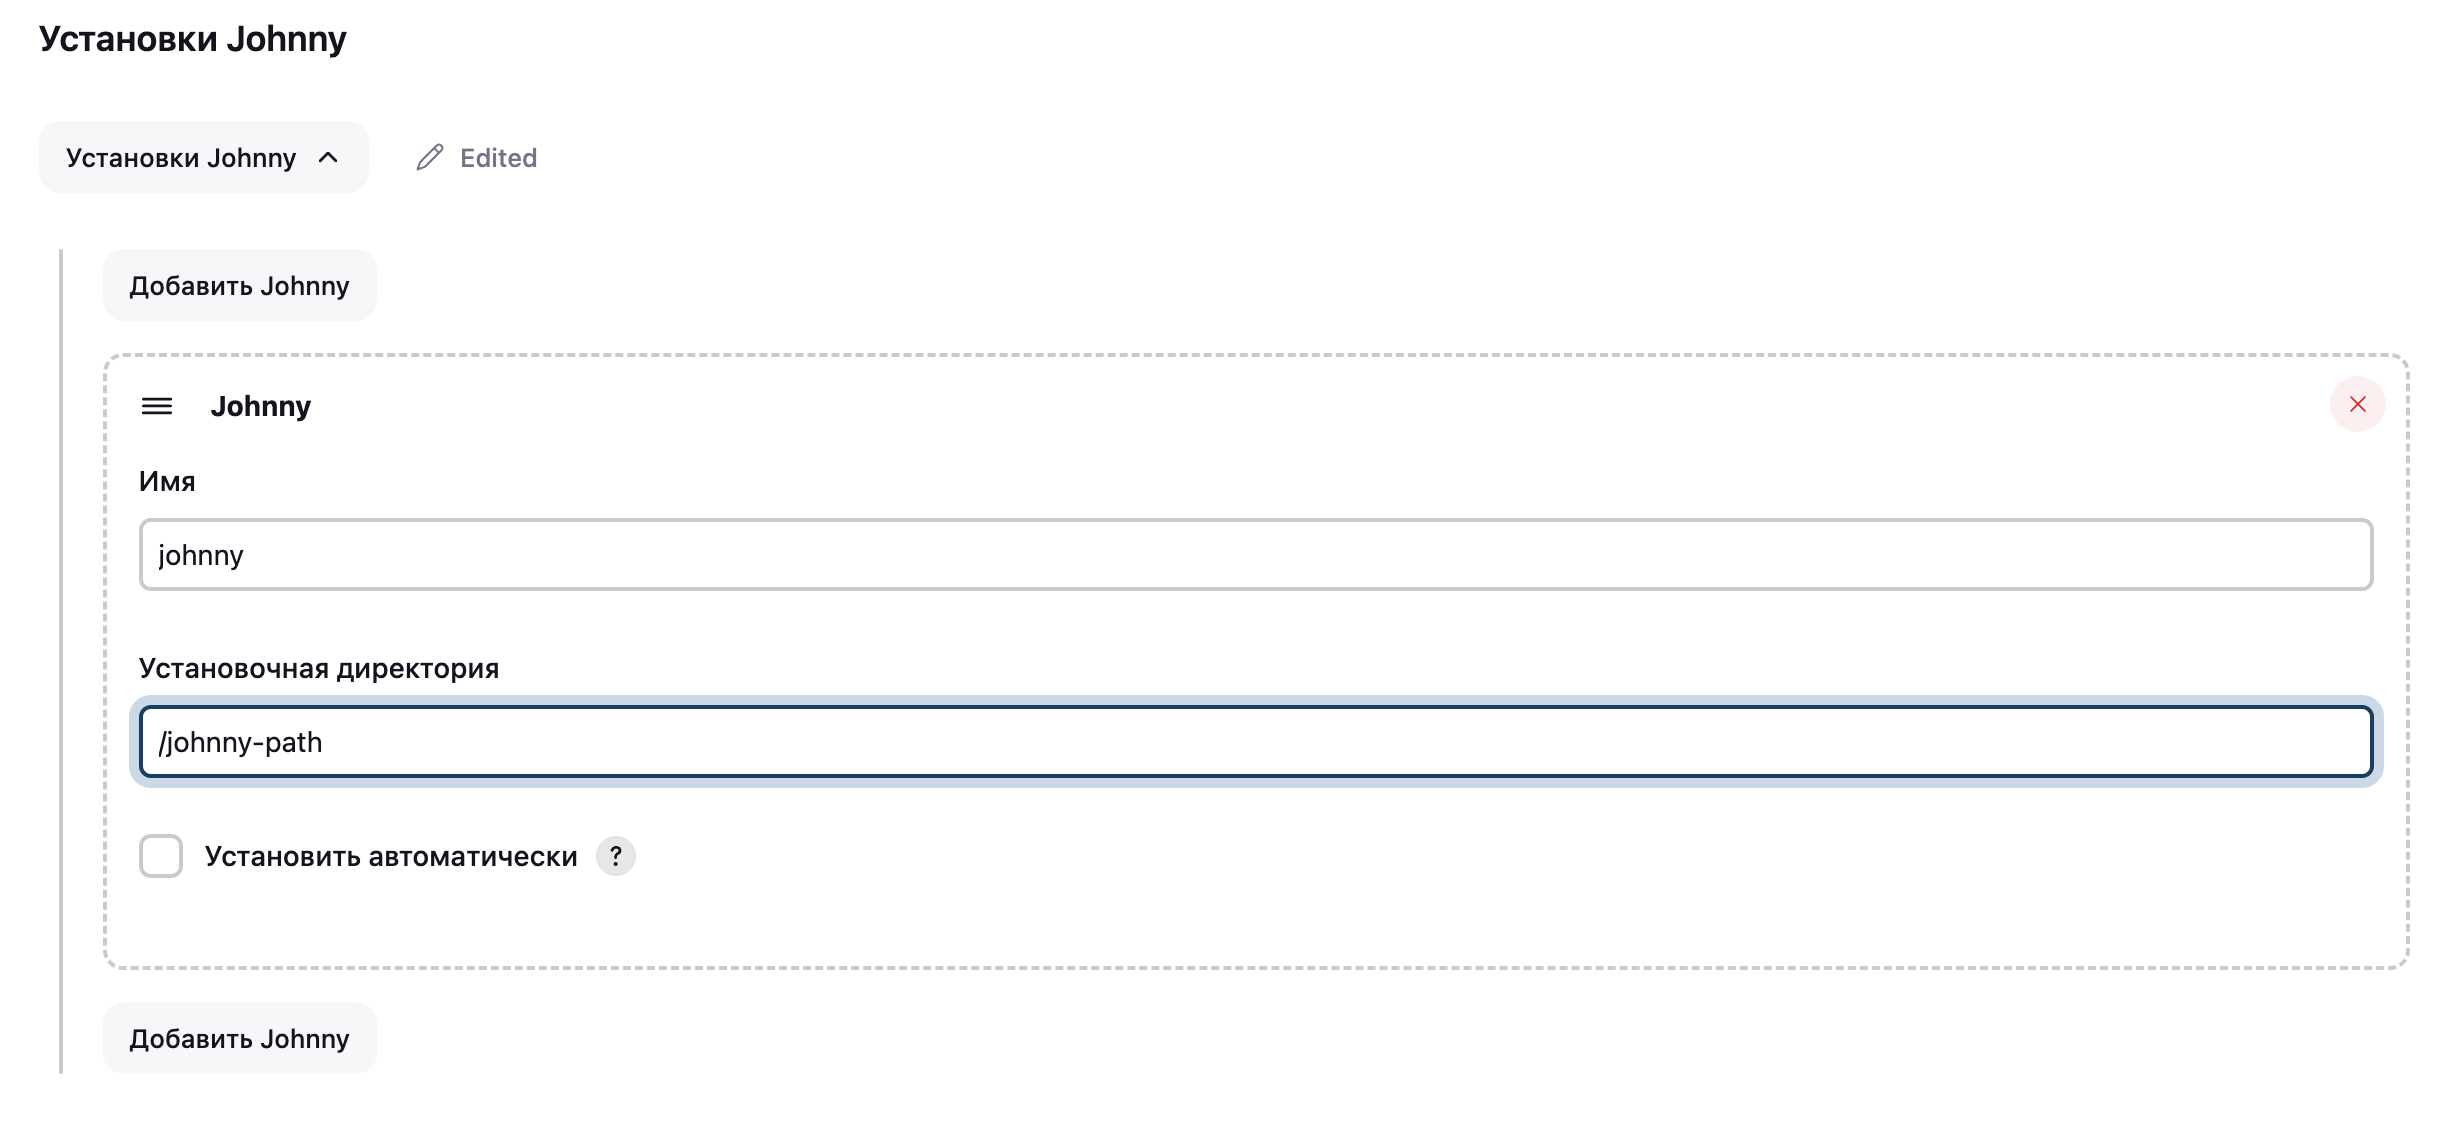 Установки Johnny
Установки Johnny
Edited
Добавить Johnny
Johnny
Имя
johnny
Установочная директория
/johnny-path
Установить автоматически ?
Добавить Johnny